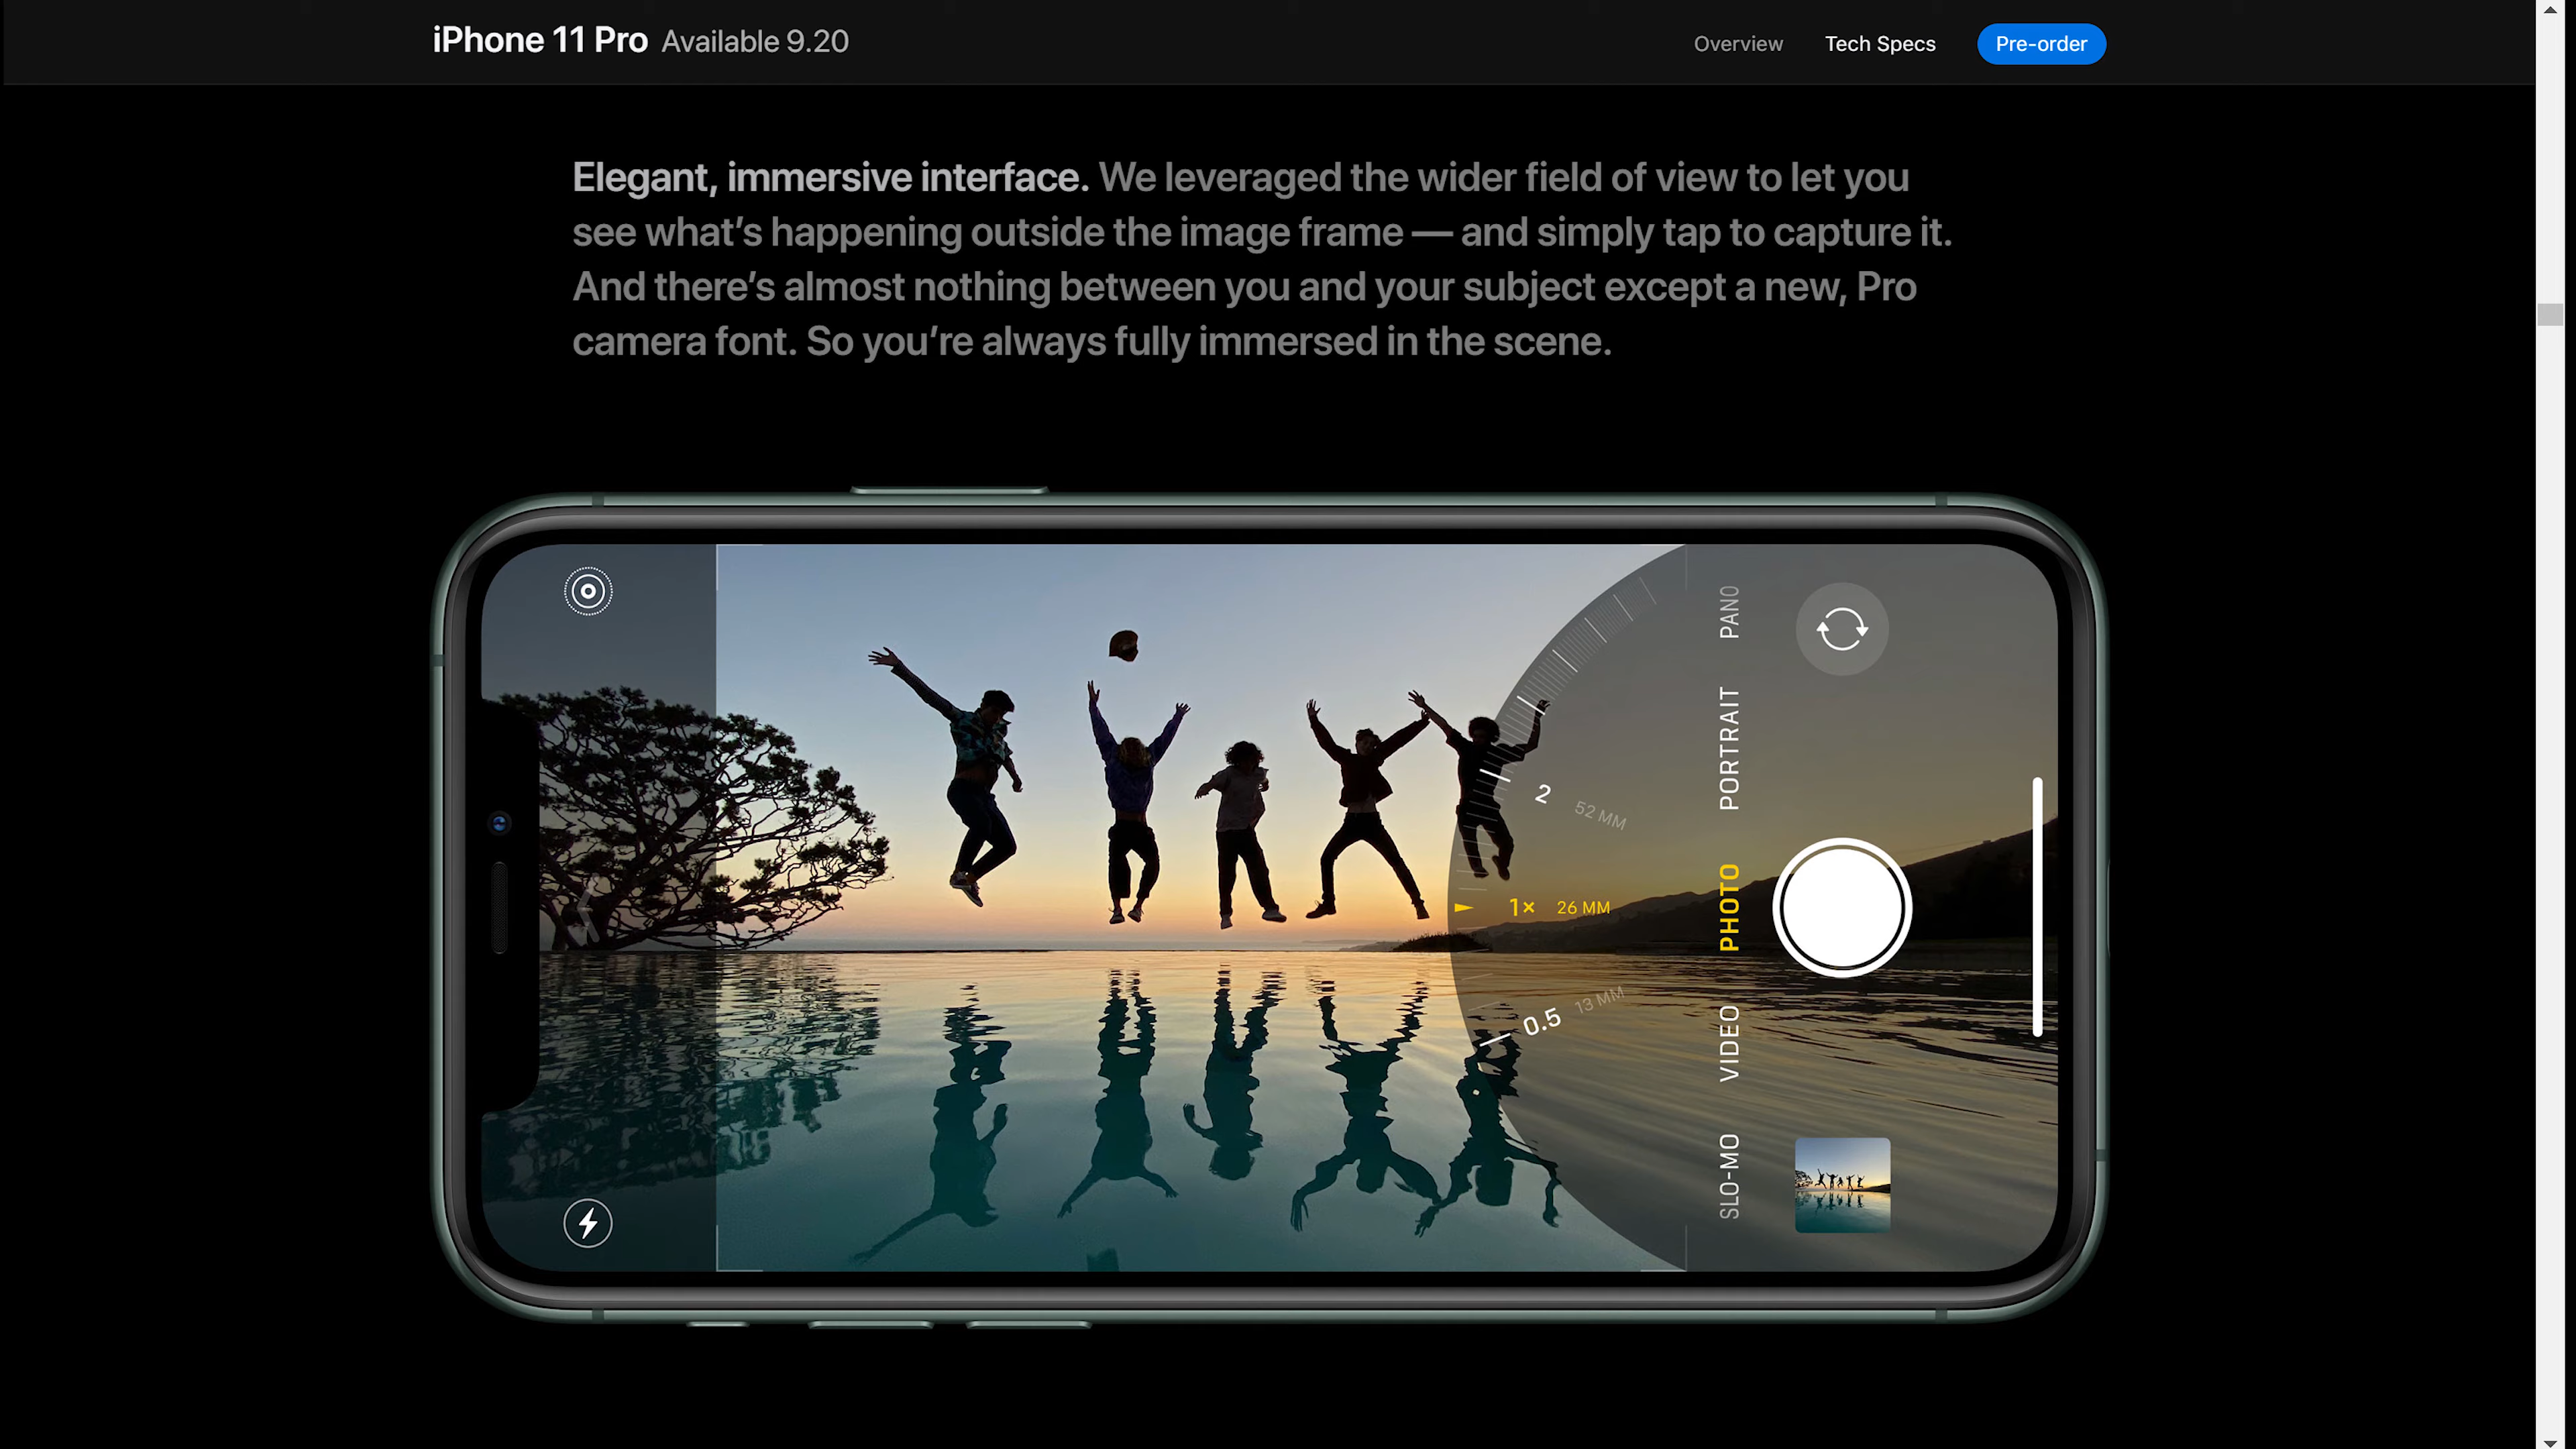 iPhone 11 Pro Available 9.20
Overview Tech Specs Pre-order
Elegant, immersive interface. We leveraged the wider field of view to let you
see what’s happening outside the image frame — and simply tap to capture it.
And there’s almost nothing between you and your subject except a new, Pro
camera font. So you’re always fully immersed in the scene.
PANO
PORTRAIT
2 52 MM
PHOTO
1× 26 MM
0.5 13 MM
VIDEO
SLO-MO